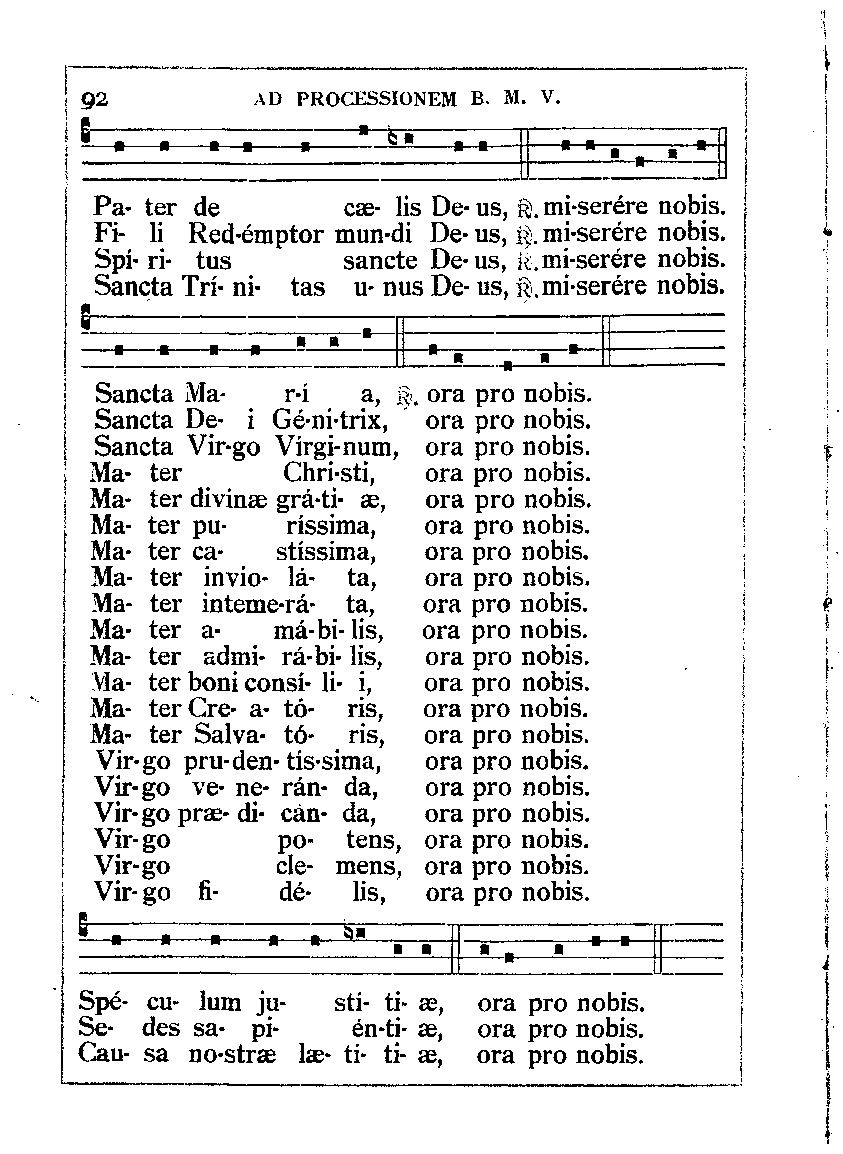 92 AD PROCESSIONEM B. M. V.
Pa- ter de cæ- lis De- us, ℟. mi-serére nobis.
Fi- li Red-émptor mun-di De- us, ℟. mi-serére nobis.
Spí- ri- tus sancte De- us, ℟. mi-serére nobis.
Sancta Trí- ni- tas u- nus De- us, ℟. mi-serére nobis.
Sancta Ma- r-í a, ℟. ora pro nobis.
Sancta De- i Gé-ni-trix, ora pro nobis.
Sancta Vir-go Vírgi-num, ora pro nobis.
Ma- ter Chri-sti, ora pro nobis.
Ma- ter divinæ grá-ti- æ, ora pro nobis.
Ma- ter pu- ríssima, ora pro nobis.
Ma- ter ca- stíssima, ora pro nobis.
Ma- ter invio- lá- ta, ora pro nobis.
Ma- ter inteme-rá- ta, ora pro nobis.
Ma- ter a- má-bi- lis, ora pro nobis.
Ma- ter admi- rá-bi- lis, ora pro nobis.
Ma- ter boni consí- li- i, ora pro nobis.
Ma- ter Cre- a- tó- ris, ora pro nobis.
Ma- ter Salva- tó- ris, ora pro nobis.
Vir-go pru-den-tís-sima, ora pro nobis.
Vir-go ve- ne- rán- da, ora pro nobis.
Vir-go præ- di- cán- da, ora pro nobis.
Vir-go po- tens, ora pro nobis.
Vir-go cle- mens, ora pro nobis.
Vir-go fi- dé- lis, ora pro nobis.
Spé- cu- lum ju- stí- ti- æ, ora pro nobis.
Se- des sa- pi- én-ti- æ, ora pro nobis.
Cau- sa no-stræ læ- ti- ti- æ, ora pro nobis.